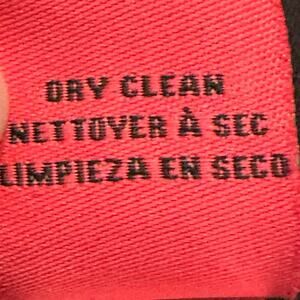 DRY CLEAN
NETTOYER À SEC
LIMPIEZA EN SECO